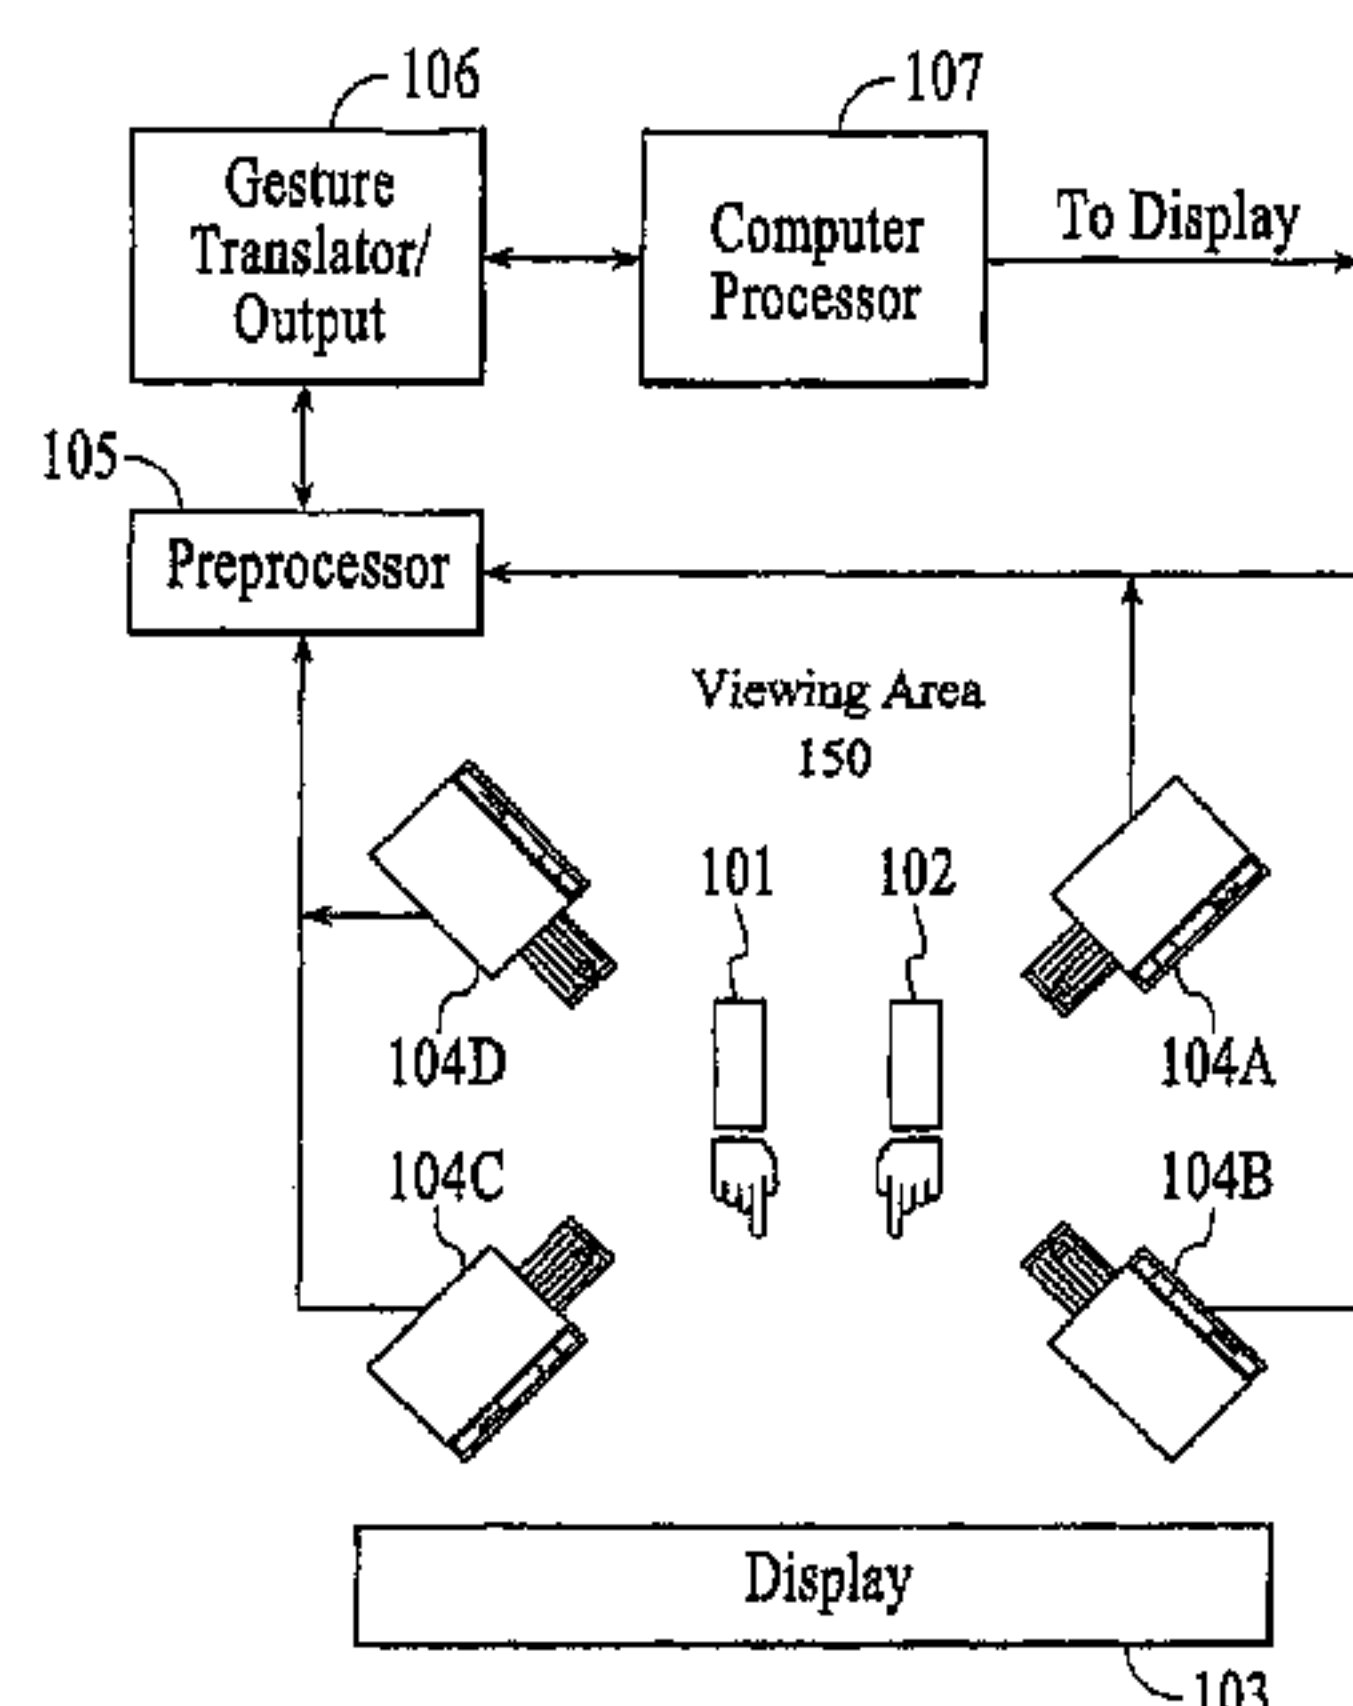 106
107
Gesture
Translator/
Output
Computer
Processor
To Display
105
Preprocessor
Viewing Area
150
101
102
104D
104A
104C
104B
Display
103